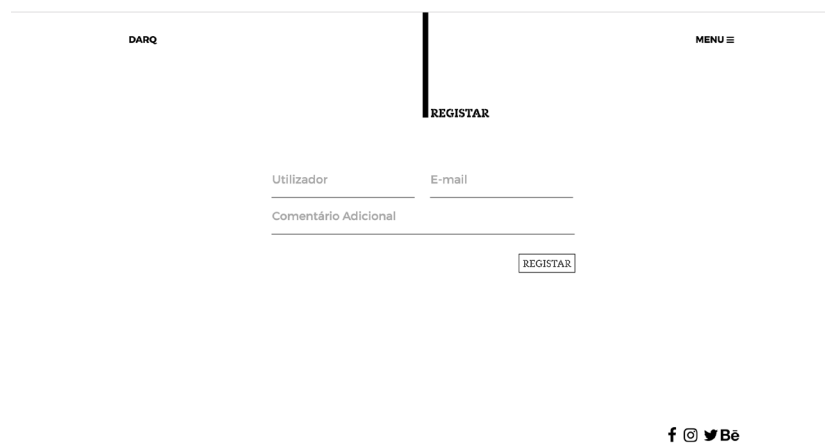 DARQ
MENU
REGISTAR
Utilizador E-mail
Comentário Adicional
REGISTAR
Bē